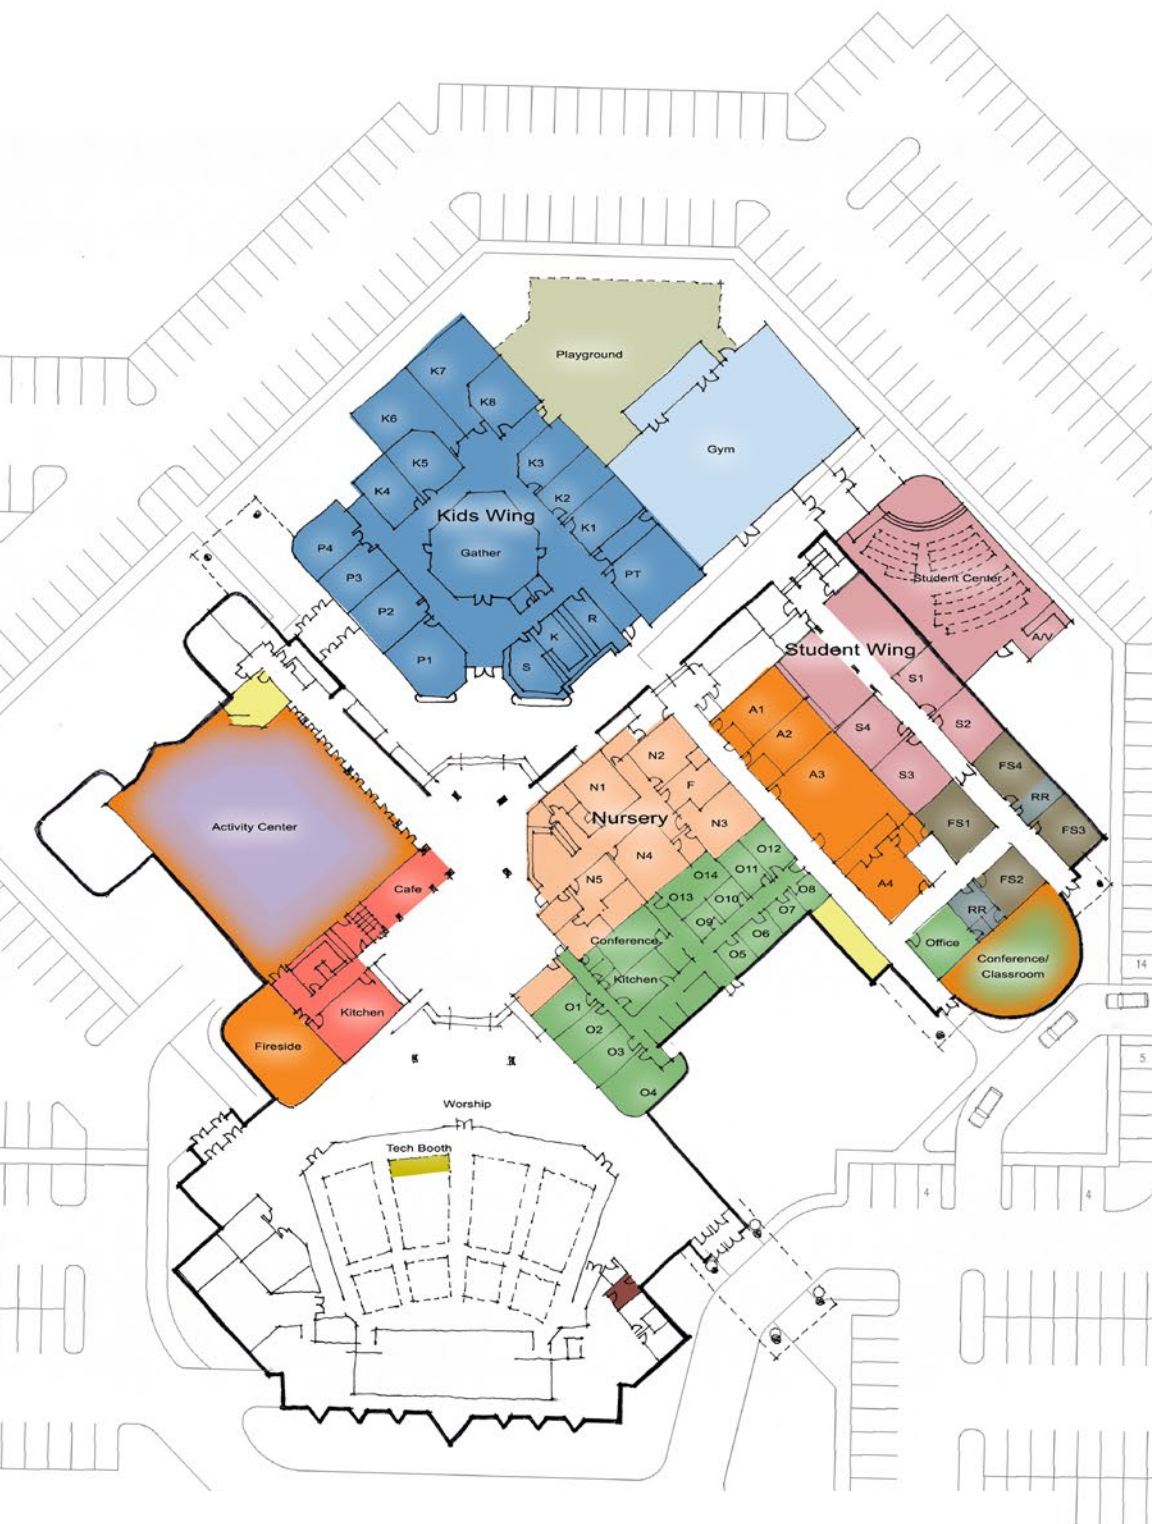 Playground
K7
K8
K6
Gym
K5
K3
K4
K2
Kids Wing
K1
P4
Gather
PT
P3
Student Center
P2
R
K
A/V
Student Wing
P1
S
S1
A1
S2
A2
S4
N2
FS4
A3
S3
N1
F
RR
Nursery
N3
FS1
FS3
Activity Center
N4
O12
O14
O11
N5
FS2
A4
Cafe
O13
O10
O8
RR
O9
O7
O6
Conference
Office
O5
Conference/
Classroom
14
Kitchen
O1
Kitchen
O2
Fireside
O3
5
O4
Worship
Tech Booth
4
4